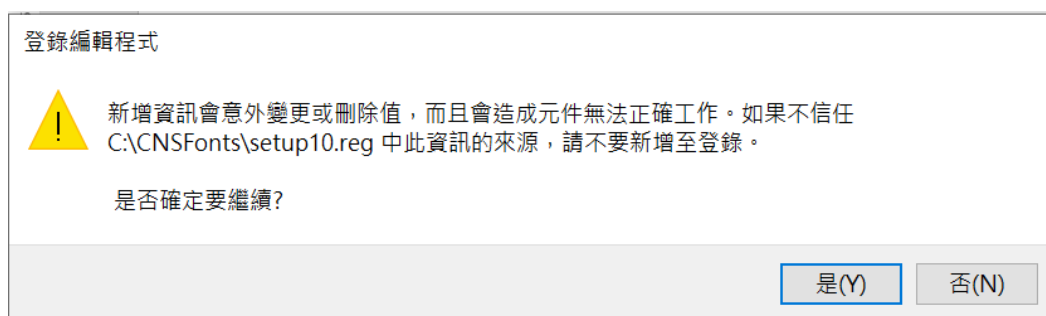 登錄編輯程式
新增資訊會意外變更或刪除值，而且會造成元件無法正確工作。如果不信任
C:\CNSFonts\setup10.reg 中此資訊的來源，請不要新增至登錄。
是否確定要繼續?
是(Y)
否(N)